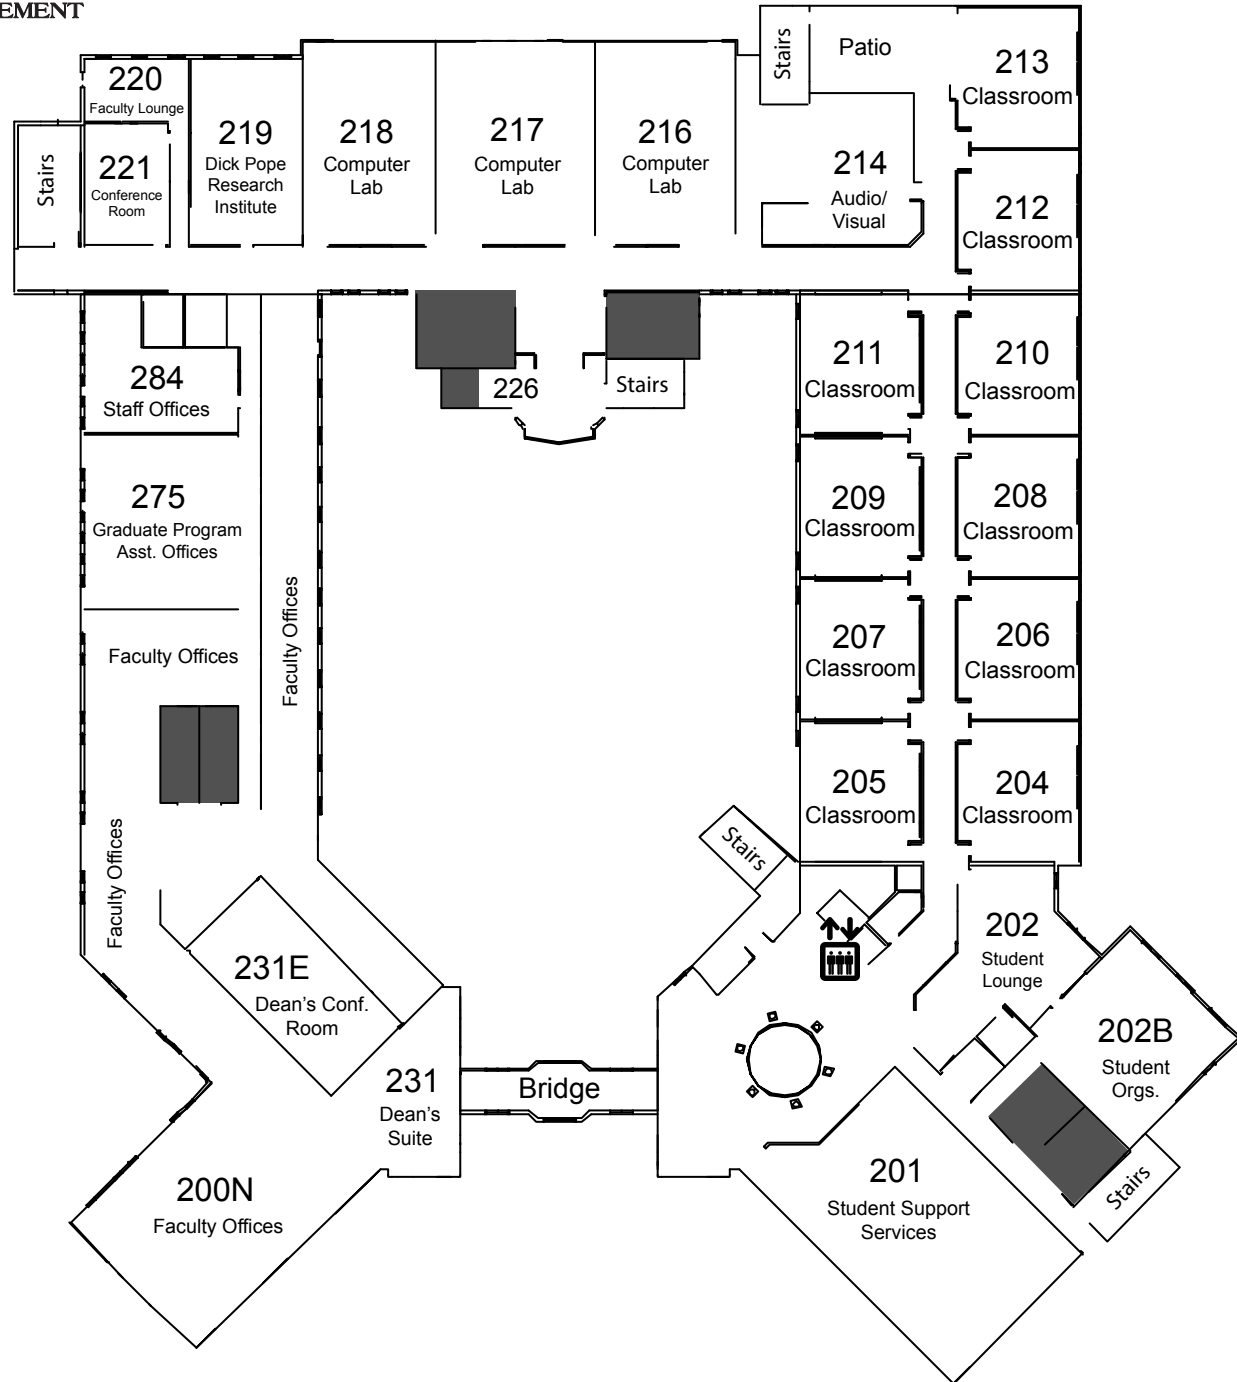 EMENT
Stairs
Patio
213
Classroom
220
Faculty Lounge
219
Dick Pope
Research
Institute
218
Computer
Lab
217
Computer
Lab
216
Computer
Lab
221
Conference
Room
Stairs
214
Audio/
Visual
212
Classroom
284
Staff Offices
226
Stairs
211
Classroom
210
Classroom
275
Graduate Program
Asst. Offices
209
Classroom
208
Classroom
Faculty Offices
Faculty Offices
207
Classroom
206
Classroom
205
Classroom
204
Classroom
Stairs
Faculty Offices
202
Student
Lounge
231E
Dean's Conf.
Room
202B
Student
Orgs.
231
Dean's
Suite
Bridge
200N
Faculty Offices
201
Student Support
Services
Stairs